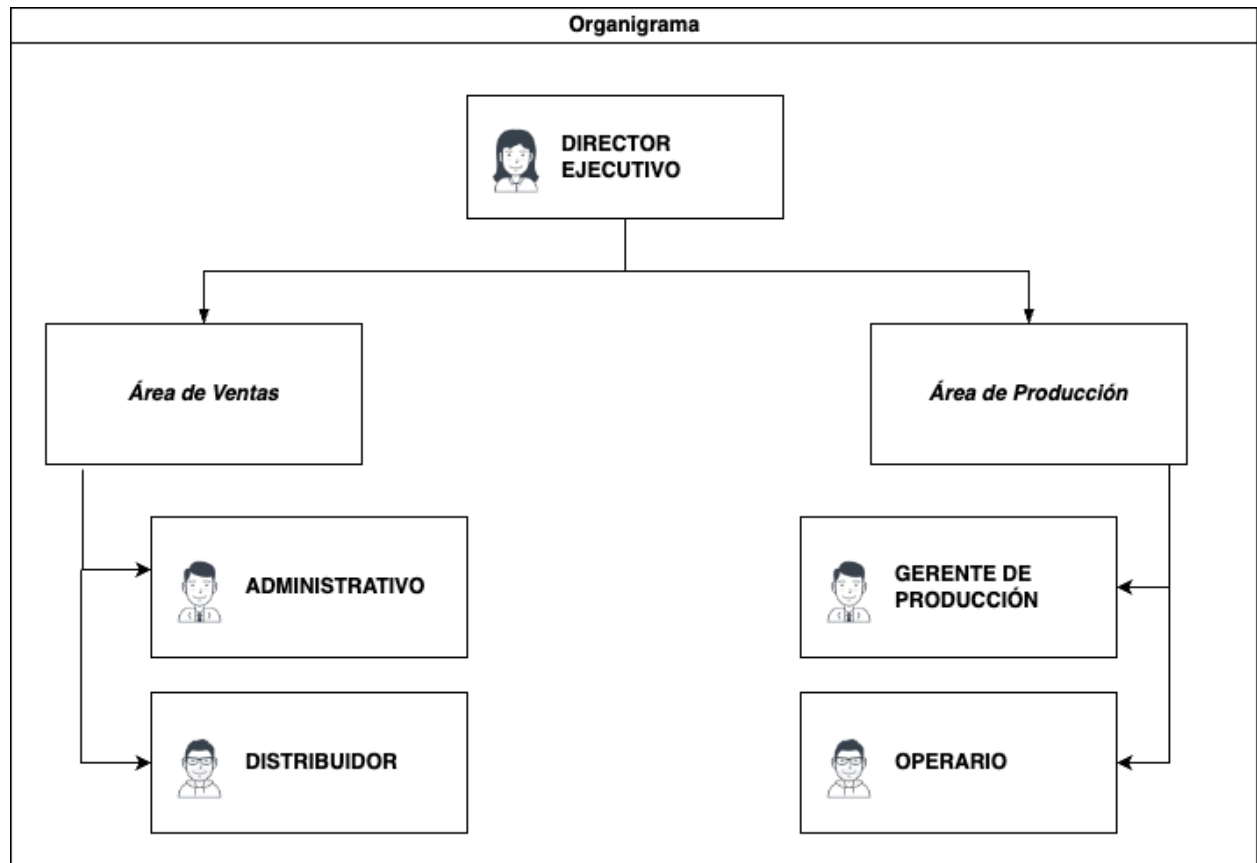 Organigrama
DIRECTOR
EJECUTIVO
Área de Ventas
Área de Producción
ADMINISTRATIVO
GERENTE DE
PRODUCCIÓN
DISTRIBUIDOR
OPERARIO